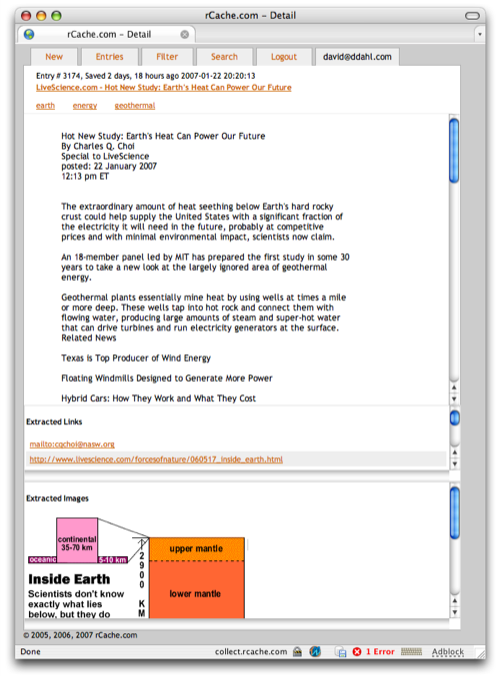 rCache.com – Detail
rCache.com – Detail
New Entries Filter Search Logout david@ddahl.com
Entry # 3174, Saved 2 days, 18 hours ago 2007-01-22 20:20:13
LiveScience.com - Hot New Study: Earth's Heat Can Power Our Future
earth energy geothermal
Hot New Study: Earth's Heat Can Power Our Future
By Charles Q. Choi
Special to LiveScience
posted: 22 January 2007
12:13 pm ET
The extraordinary amount of heat seething below Earth's hard rocky
crust could help supply the United States with a significant fraction of
the electricity it will need in the future, probably at competitive
prices and with minimal environmental impact, scientists now claim.
An 18-member panel led by MIT has prepared the first study in some 30
years to take a new look at the largely ignored area of geothermal
energy.
Geothermal plants essentially mine heat by using wells at times a mile
or more deep. These wells tap into hot rock and connect them with
flowing water, producing large amounts of steam and super-hot water
that can drive turbines and run electricity generators at the surface.
Related News
Texas is Top Producer of Wind Energy
Floating Windmills Designed to Generate More Power
Hybrid Cars: How They Work and What They Cost
Extracted Links
mailto:cqchoi@nasw.org
http://www.livescience.com/forcesofnature/060517_inside_earth.html
Extracted Images
continental
35-70 km
oceanic 5-10 km
upper mantle
2900 KM
lower mantle
Inside Earth
Scientists don't know
exactly what lies
below, but they do
© 2005, 2006, 2007 rCache.com
Done collect.rcache.com 1 Error Adblock